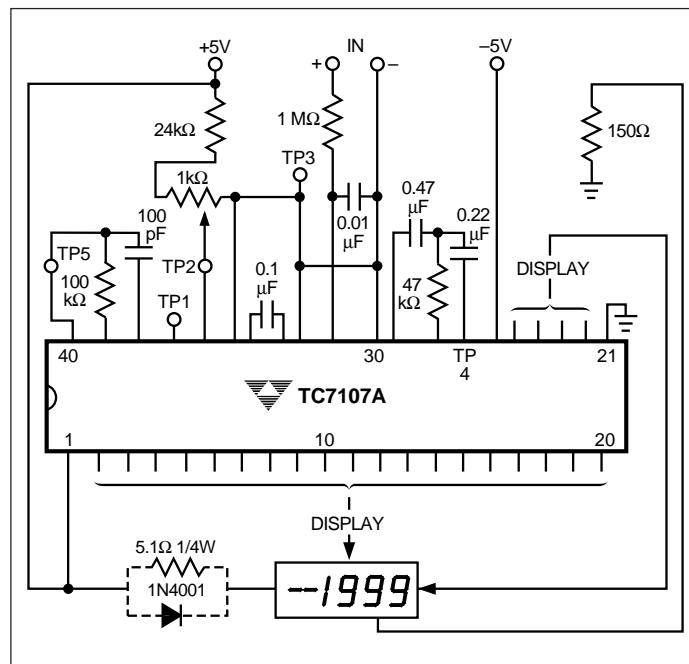 +5V
IN
–5V
+
–
24kΩ
1 MΩ
150Ω
TP3
1kΩ
0.47
µF
0.22
µF
100
pF
0.01
µF
TP5
TP2
DISPLAY
100
kΩ
0.1
µF
47
kΩ
TP1
40
30
TP
4
21
TC7107A
1
10
20
DISPLAY
5.1Ω 1/4W
1N4001
--1999